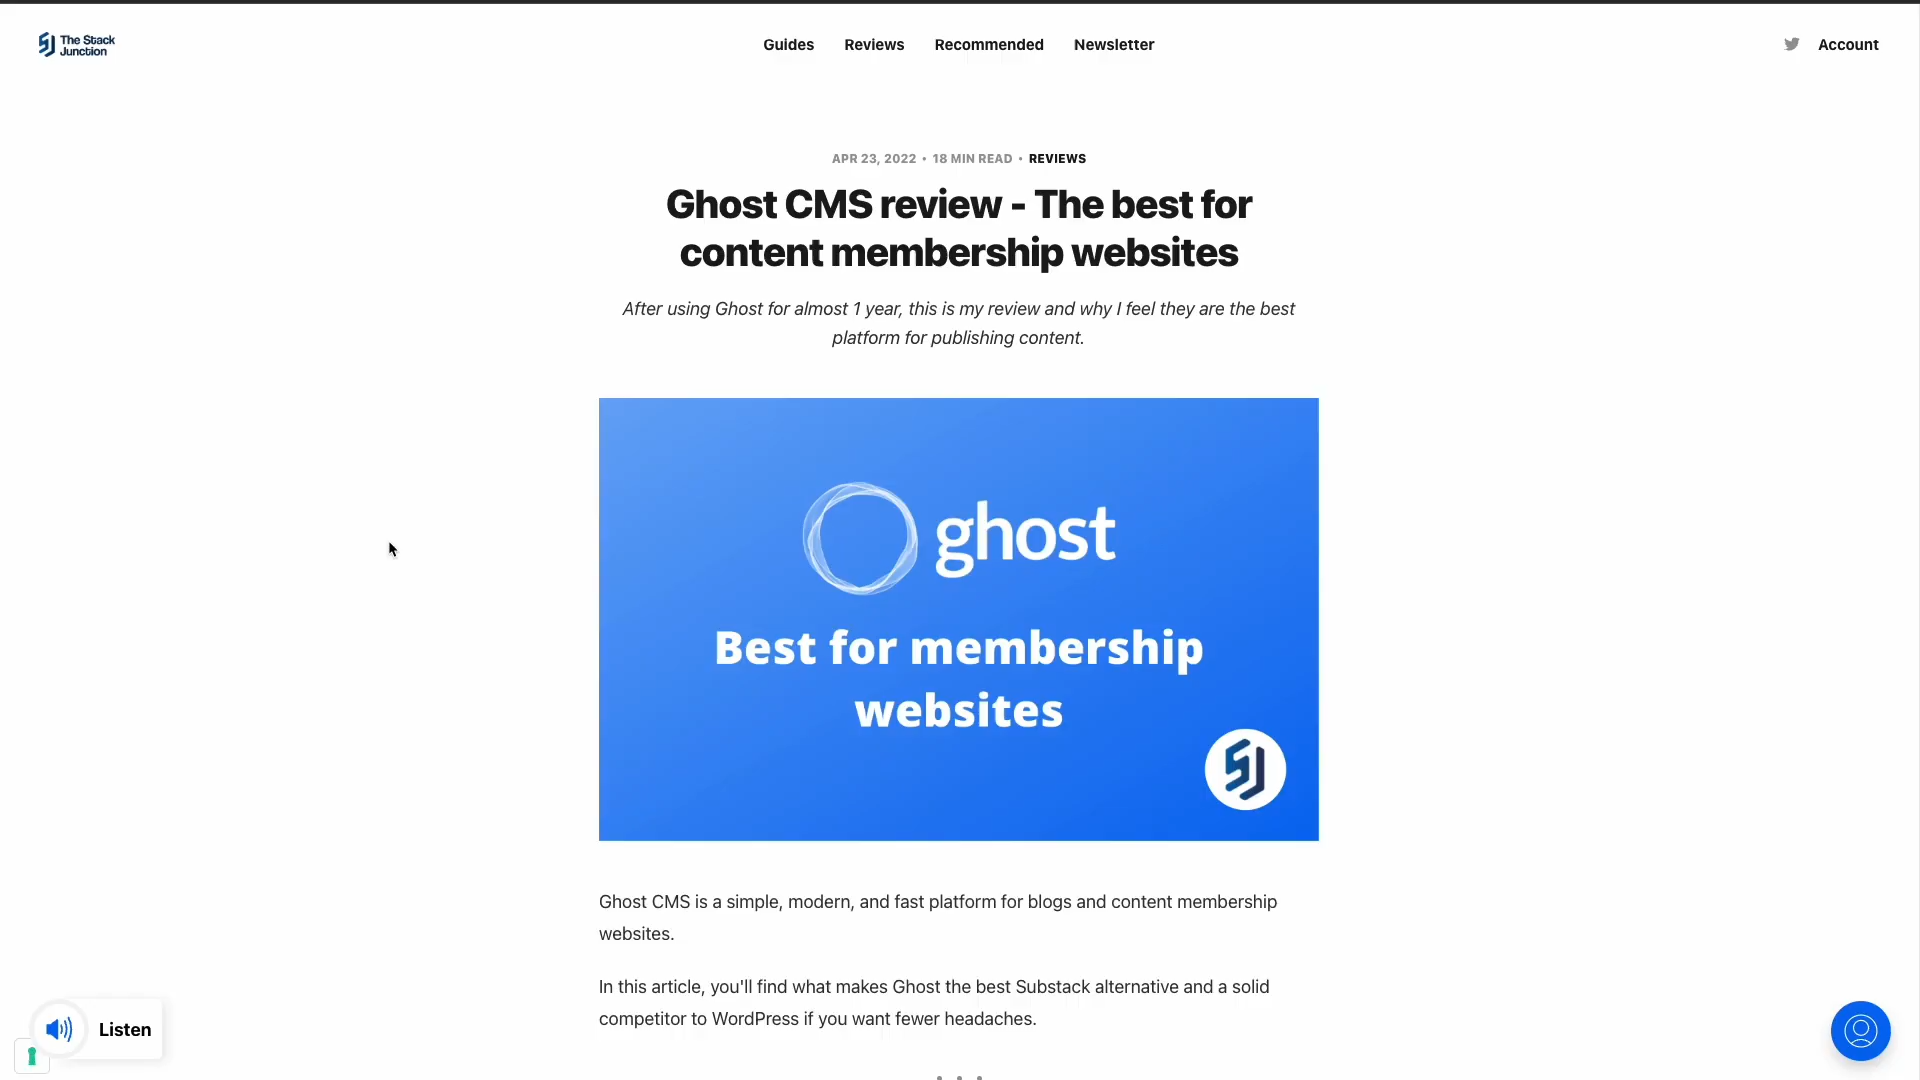 The Stack
Junction
Guides
Reviews
Recommended
Newsletter
Account
APR 23, 2022 • 18 MIN READ • REVIEWS
Ghost CMS review - The best for
content membership websites
After using Ghost for almost 1 year, this is my review and why I feel they are the best
platform for publishing content.
ghost
Best for membership
websites
Ghost CMS is a simple, modern, and fast platform for blogs and content membership
websites.
In this article, you'll find what makes Ghost the best Substack alternative and a solid
competitor to WordPress if you want fewer headaches.
Listen